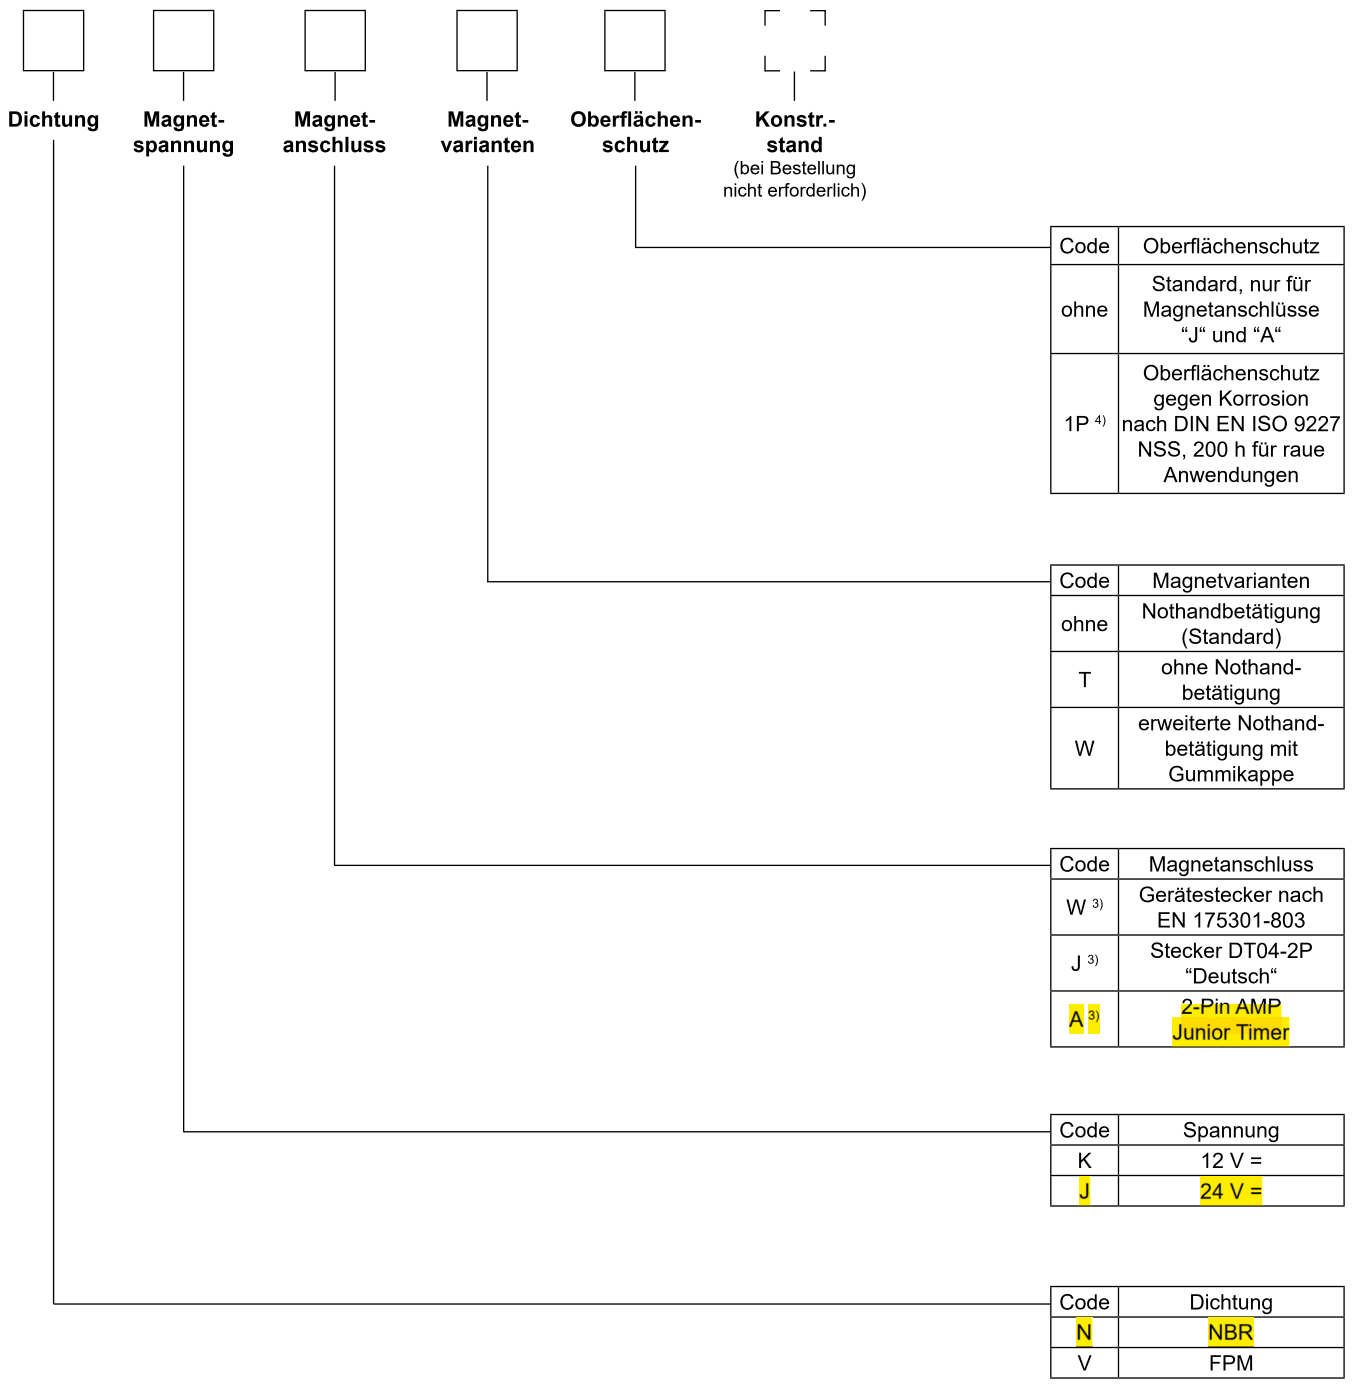 Dichtung
Magnet-
spannung
Magnet-
anschluss
Magnet-
varianten
Oberflächen-
schutz
Konstr.-
stand
(bei Bestellung
nicht erforderlich)
Code Oberflächenschutz
ohne
Standard, nur für
Magnetanschlüsse
“J“ und “A“
1P 4)
Oberflächenschutz
gegen Korrosion
nach DIN EN ISO 9227
NSS, 200 h für raue
Anwendungen
Code Magnetvarianten
ohne
Nothandbetätigung
(Standard)
T
ohne Nothand-
betätigung
W
erweiterte Nothand-
betätigung mit
Gummikappe
Code Magnetanschluss
W 3)
Gerätestecker nach
EN 175301-803
J 3)
Stecker DT04-2P
“Deutsch“
A 3)
2-Pin AMP
Junior Timer
Code Spannung
K 12 V =
J 24 V =
Code Dichtung
N NBR
V FPM